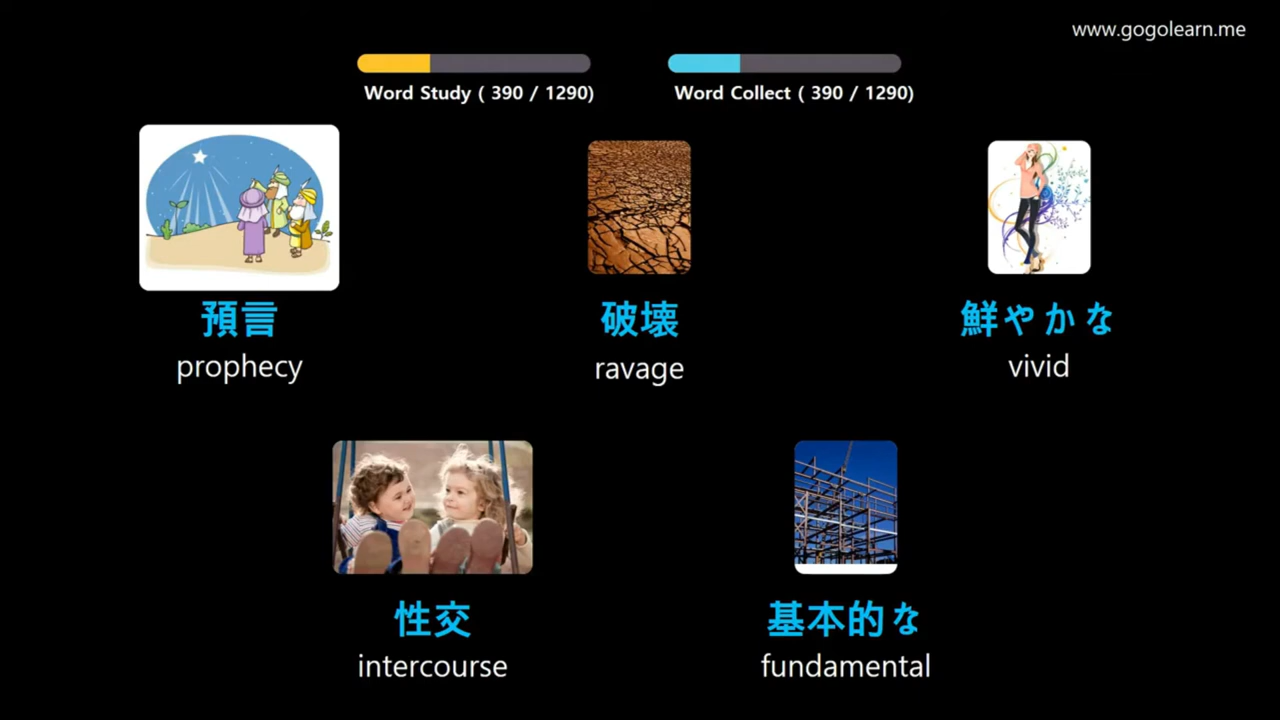 www.gogolearn.me
Word Study ( 390 / 1290)
Word Collect ( 390 / 1290)
預言
prophecy
破壊
ravage
鮮やかな
vivid
性交
intercourse
基本的な
fundamental